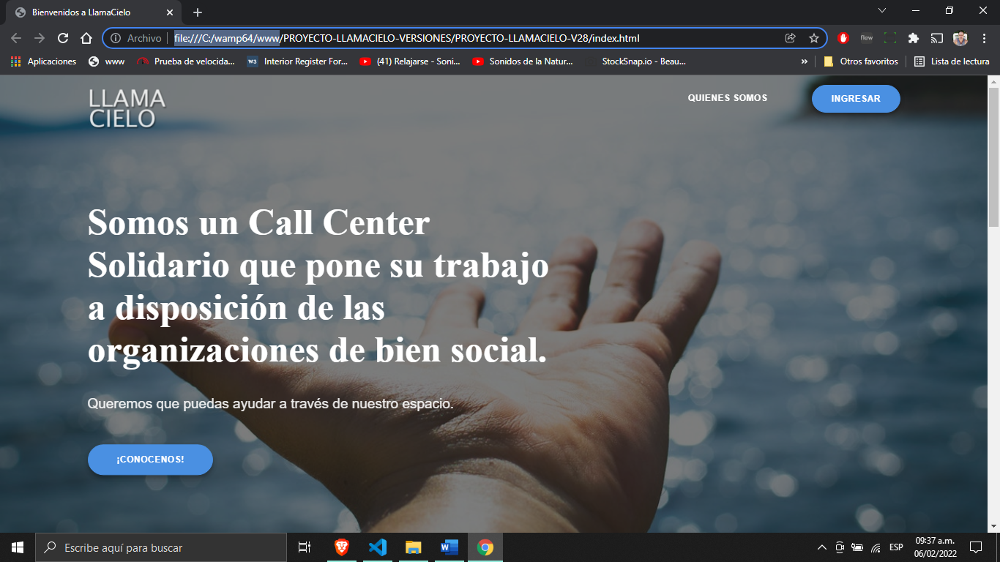 Bienvenidos a LlamaCielo
Archivo | file:///C:/wamp64/www/PROYECTO-LLAMACIELO-VERSIONES/PROYECTO-LLAMACIELO-V28/index.html
flew
Aplicaciones www Prueba de velocida... W3 Interior Register For... (41) Relajarse - Soni... Sonidos de la Natur... StockSnap.io - Beau... » Otros favoritos Lista de lectura
LLAMA
CIELO
QUIENES SOMOS INGRESAR
Somos un Call Center
Solidario que pone su trabajo
a disposición de las
organizaciones de bien social.
Queremos que puedas ayudar a través de nuestro espacio.
¡CONOCENOS!
Escribe aquí para buscar
ESP
09:37 a.m.
06/02/2022